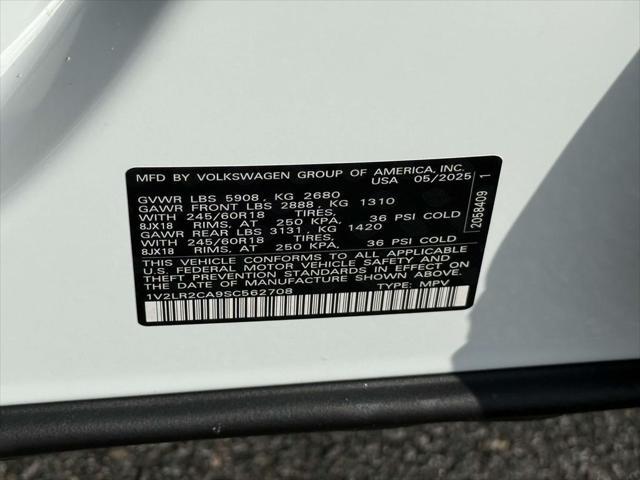 MFD BY VOLKSWAGEN GROUP OF AMERICA, INC.
USA 05/2025
GVWR LBS 5908, KG 2680
GAWR FRONT LBS 2888, KG 1310
WITH 245/60R18 TIRES,
8JX18 RIMS, AT 250 KPA, 36 PSI COLD
GAWR REAR LBS 3131, KG 1420
WITH 245/60R18 TIRES,
8JX18 RIMS, AT 250 KPA, 36 PSI COLD
THIS VEHICLE CONFORMS TO ALL APPLICABLE
U.S. FEDERAL MOTOR VEHICLE SAFETY AND
THEFT PREVENTION STANDARDS IN EFFECT ON
THE DATE OF MANUFACTURE SHOWN ABOVE.
1V2LR2CA9SC562708 TYPE: MPV
2058409 1